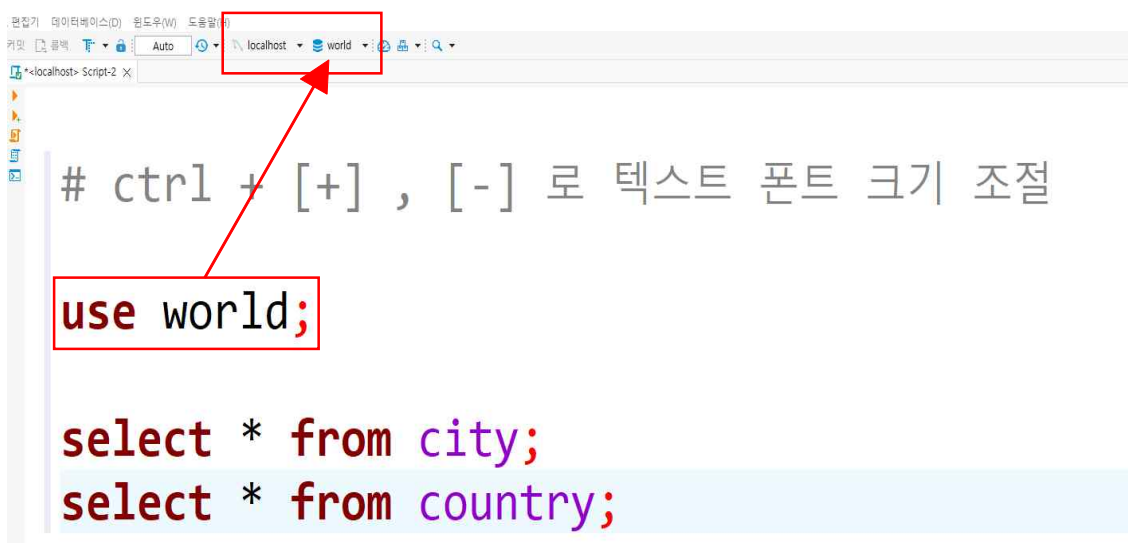 편집기 데이터베이스(D) 윈도우(W) 도움말(H)
커밋 롤백 Auto localhost world
*<localhost> Script-2
# ctrl + [+] , [-] 로 텍스트 폰트 크기 조절
use world;
select * from city;
select * from country;